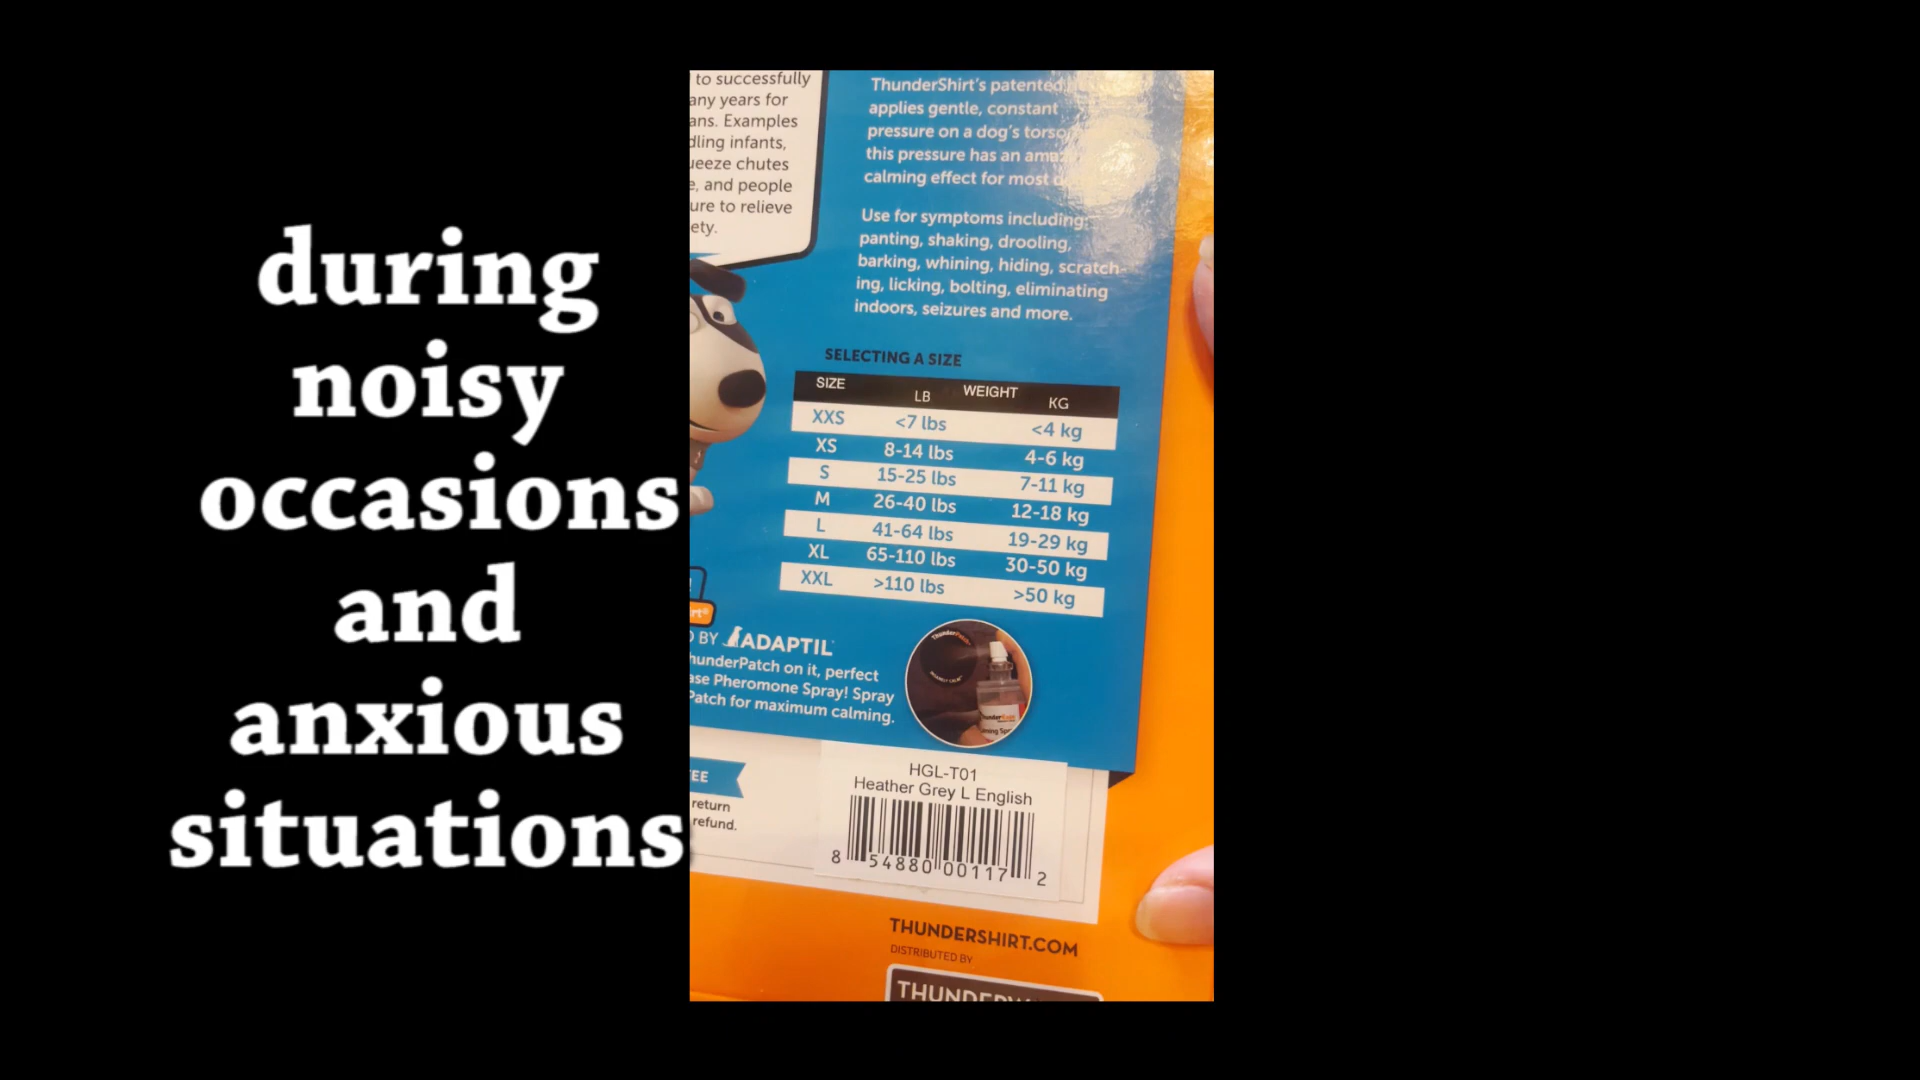 during
noisy
occasions
and
anxious
situations
to successfully
any years for
ans. Examples
dling infants,
ueeze chutes
e, and people
ure to relieve
ety.
ThunderShirt's patented
applies gentle, constant
pressure on a dog's torso
this pressure has an
calming effect for most
Use for symptoms including:
panting, shaking, drooling,
barking, whining, hiding, scratch-
ing, licking, bolting, eliminating
indoors, seizures and more.
SELECTING A SIZE
SIZE WEIGHT
LB KG
XXS <7 lbs <4 kg
XS 8-14 lbs 4-6 kg
S 15-25 lbs 7-11 kg
M 26-40 lbs 12-18 kg
L 41-64 lbs 19-29 kg
XL 65-110 lbs 30-50 kg
XXL >110 lbs >50 kg
BY ADAPTIL
hunderPatch on it, perfect
ase Pheromone Spray! Spray
Patch for maximum calming.
EE
return
refund.
HGL-T01
Heather Grey L English
8 54880 00117 2
THUNDERSHIRT.COM
DISTRIBUTED BY